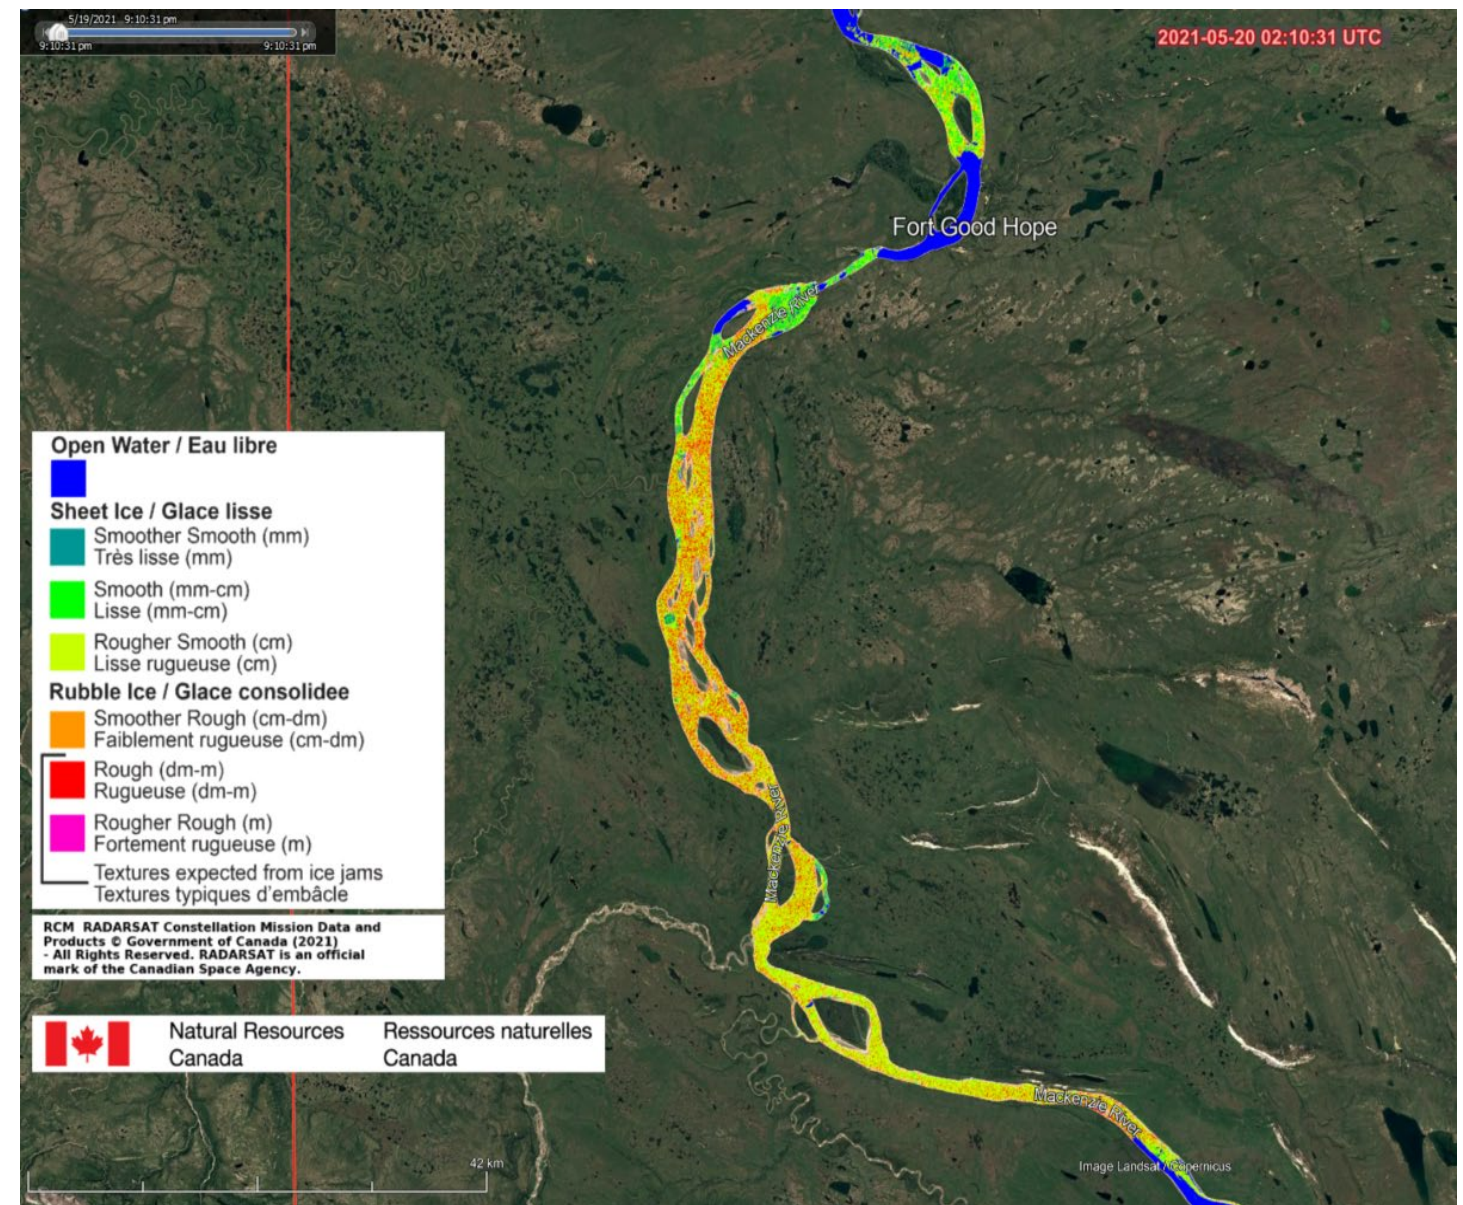 5/19/2021 9:10:31 pm
9:10:31 pm
9:10:31 pm
2021-05-20 02:10:31 UTC
Fort Good Hope
Mackenzie River
Open Water / Eau libre
Sheet Ice / Glace lisse
Smoother Smooth (mm)
Très lisse (mm)
Smooth (mm-cm)
Lisse (mm-cm)
Rougher Smooth (cm)
Lisse rugueuse (cm)
Rubble Ice / Glace consolidee
Smoother Rough (cm-dm)
Faiblement rugueuse (cm-dm)
Rough (dm-m)
Rugueuse (dm-m)
Rougher Rough (m)
Fortement rugueuse (m)
Textures expected from ice jams
Textures typiques d'embâcle
RCM RADARSAT Constellation Mission Data and
Products © Government of Canada (2021)
- All Rights Reserved. RADARSAT is an official
mark of the Canadian Space Agency.
Mackenzie River
Natural Resources
Canada
Ressources naturelles
Canada
Mackenzie River
42 km
Image Landsat / Copernicus